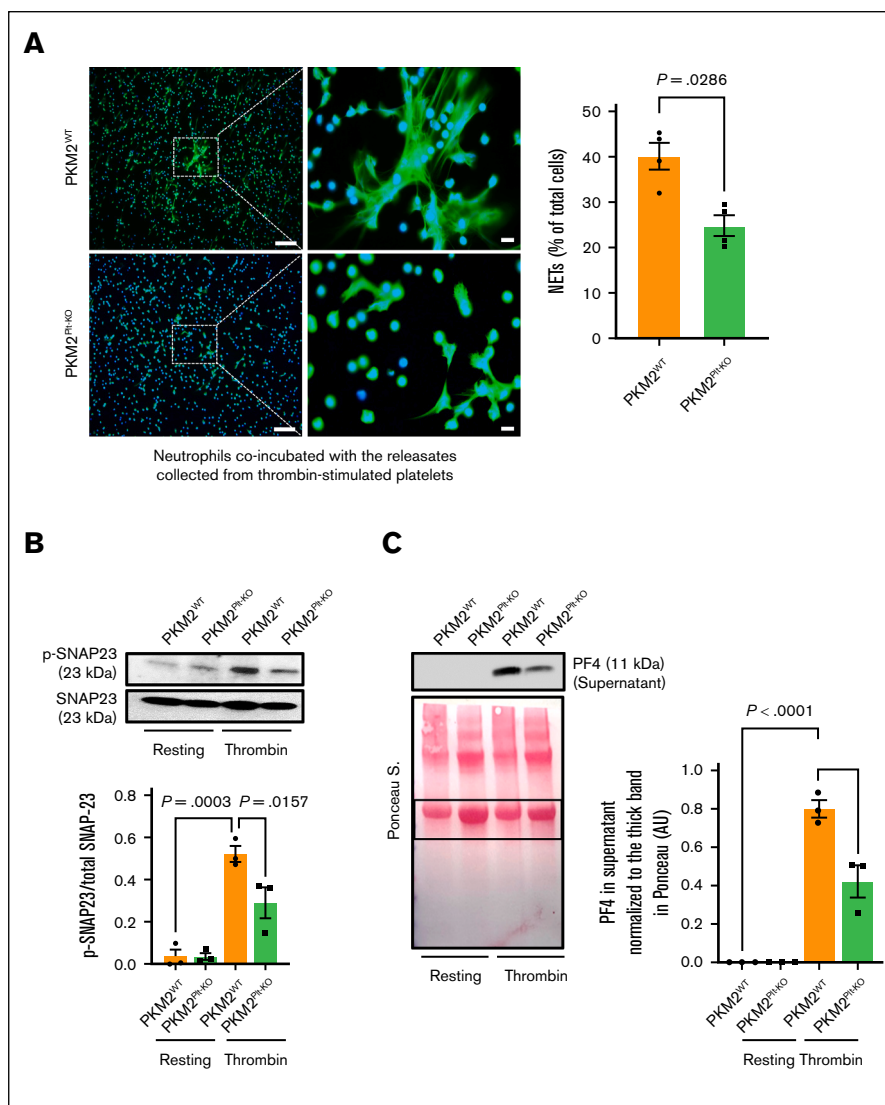 A
PKM2WT
PKM2Plt-KO
Neutrophils co-incubated with the releasates
collected from thrombin-stimulated platelets
P = .0286
NETs (% of total cells)
50
40
30
20
10
0
PKM2WT
PKM2Plt-KO
B
PKM2WT
PKM2Plt-KO
PKM2WT
PKM2Plt-KO
p-SNAP23
(23 kDa)
SNAP23
(23 kDa)
Resting
Thrombin
p-SNAP23/total SNAP-23
0.8
0.6
0.4
0.2
0.0
P = .0003
P = .0157
PKM2WT
PKM2Plt-KO
PKM2WT
PKM2Plt-KO
Resting
Thrombin
C
PKM2WT
PKM2Plt-KO
PKM2WT
PKM2Plt-KO
PF4 (11 kDa)
(Supernatant)
Ponceau S.
Resting
Thrombin
P < .0001
PF4 in supernatant
normalized to the thick band
in Ponceau (AU)
1.0
0.8
0.6
0.4
0.2
0.0
PKM2WT
PKM2Plt-KO
PKM2WT
PKM2Plt-KO
Resting Thrombin